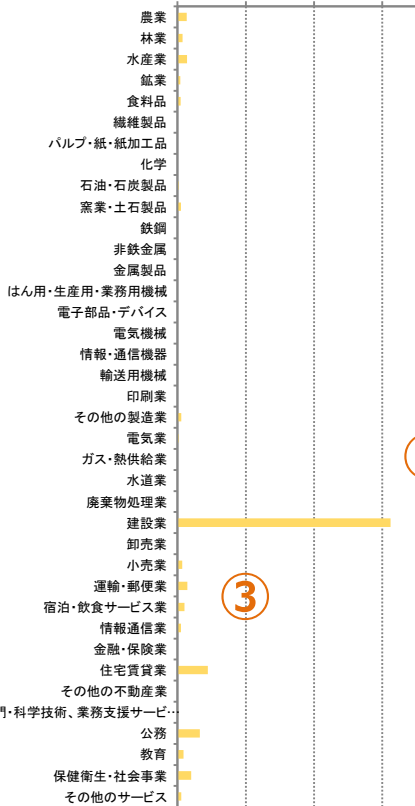 農業
林業
水産業
鉱業
食料品
繊維製品
パルプ・紙・紙加工品
化学
石油・石炭製品
窯業・土石製品
鉄鋼
非鉄金属
金属製品
はん用・生産用・業務用機械
電子部品・デバイス
電気機械
情報・通信機器
輸送用機械
印刷業
その他の製造業
電気業
ガス・熱供給業
水道業
廃棄物処理業
建設業
卸売業
小売業
運輸・郵便業
③
宿泊・飲食サービス業
情報通信業
金融・保険業
住宅賃貸業
その他の不動産業
門・科学技術、業務支援サービ…
公務
教育
保健衛生・社会事業
その他のサービス